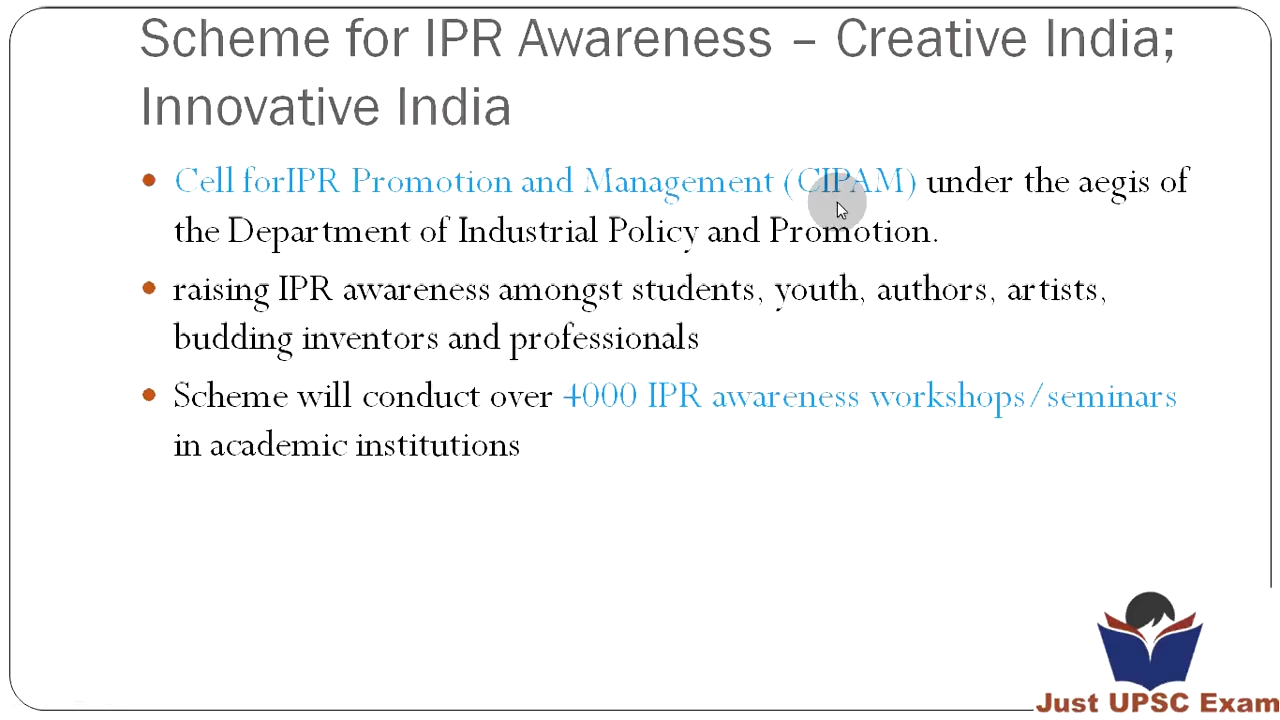 Scheme for IPR Awareness – Creative India;
Innovative India
• Cell forIPR Promotion and Management (CIPAM) under the aegis of
the Department of Industrial Policy and Promotion.
• raising IPR awareness amongst students, youth, authors, artists,
budding inventors and professionals
• Scheme will conduct over 4000 IPR awareness workshops/seminars
in academic institutions
Just UPSC Exam